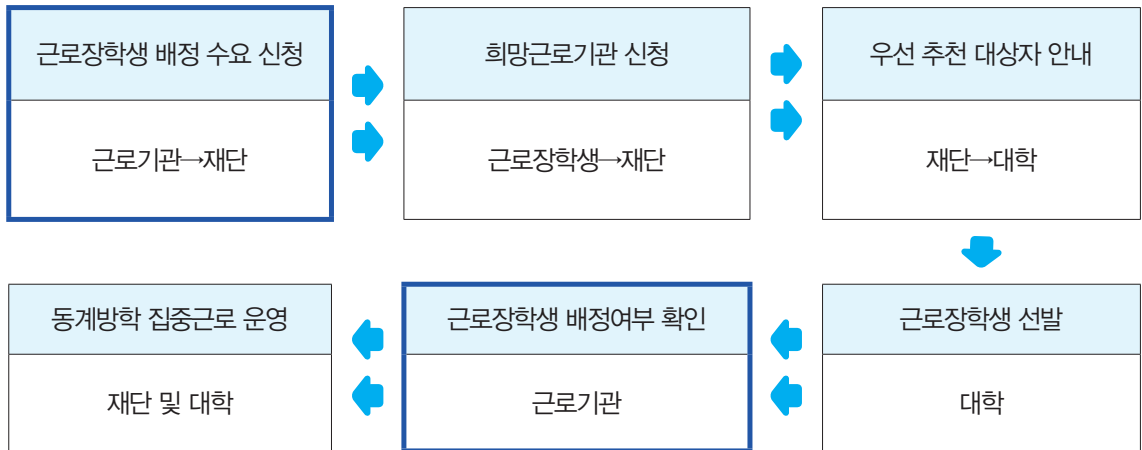 근로장학생 배정 수요 신청
근로기관→재단
희망근로기관 신청
근로장학생→재단
우선 추천 대상자 안내
재단→대학
근로장학생 선발
대학
근로장학생 배정여부 확인
근로기관
동계방학 집중근로 운영
재단 및 대학